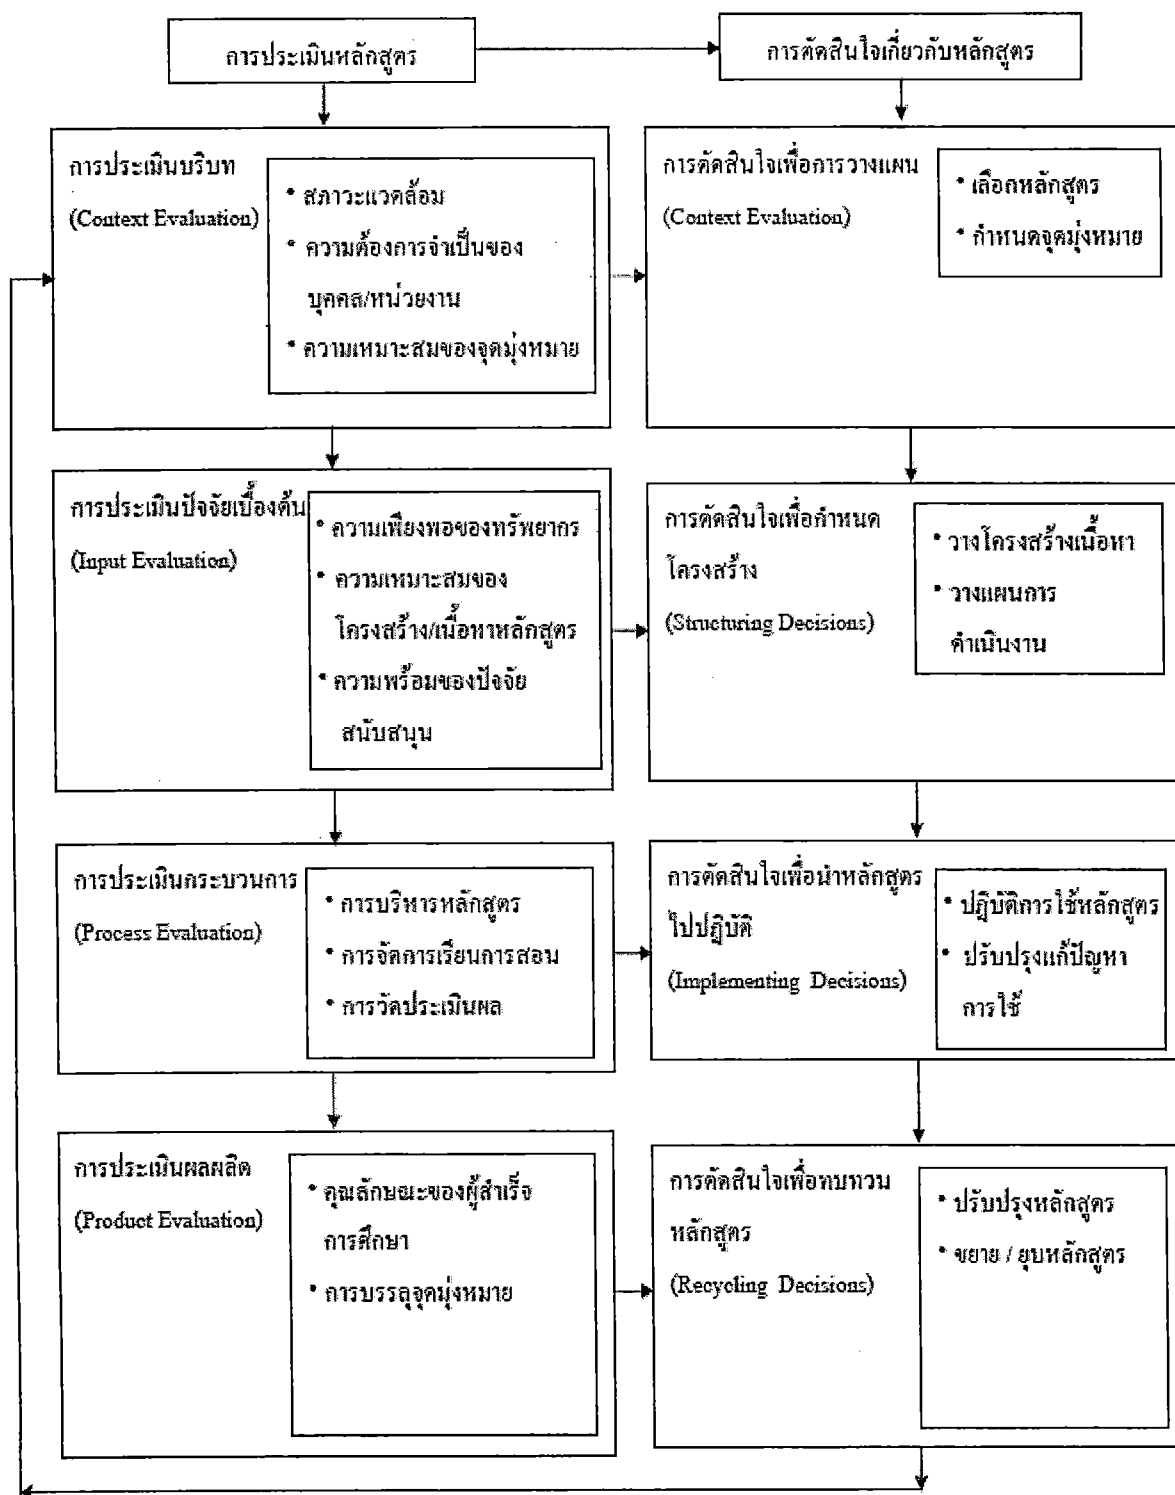 การประเมินหลักสูตร
การตัดสินใจเกี่ยวกับหลักสูตร
การประเมินบริบท
(Context Evaluation)
• สภาวะแวดล้อม
• ความต้องการจำเป็นของ
บุคคล/หน่วยงาน
• ความเหมาะสมของจุดมุ่งหมาย
การตัดสินใจเพื่อการวางแผน
(Context Evaluation)
• เลือกหลักสูตร
• กำหนดจุดมุ่งหมาย
การประเมินปัจจัยเบื้องต้น
(Input Evaluation)
• ความเพียงพอของทรัพยากร
• ความเหมาะสมของ
โครงสร้าง/เนื้อหาหลักสูตร
• ความพร้อมของปัจจัย
สนับสนุน
การตัดสินใจเพื่อกำหนด
โครงสร้าง
(Structuring Decisions)
• วางโครงสร้างเนื้อหา
• วางแผนการ
ดำเนินงาน
การประเมินกระบวนการ
(Process Evaluation)
• การบริหารหลักสูตร
• การจัดการเรียนการสอน
• การวัดประเมินผล
การตัดสินใจเพื่อนำหลักสูตร
ไปปฏิบัติ
(Implementing Decisions)
• ปฏิบัติการใช้หลักสูตร
• ปรับปรุงแก้ปัญหา
การใช้
การประเมินผลผลิต
(Product Evaluation)
• คุณลักษณะของผู้สำเร็จ
การศึกษา
• การบรรลุจุดมุ่งหมาย
การตัดสินใจเพื่อทบทวน
หลักสูตร
(Recycling Decisions)
• ปรับปรุงหลักสูตร
• ขยาย / ยุบหลักสูตร